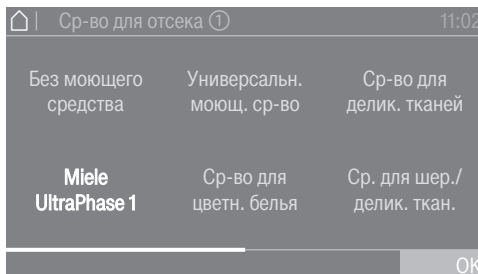 Ср-во для отсека ① 11:02
Без моющего
средства
Универсальн.
моющ. ср-во
Ср-во для
делик. тканей
Miele
UltraPhase 1
Ср-во для
цветн. белья
Ср. для шер./
делик. ткан.
OK